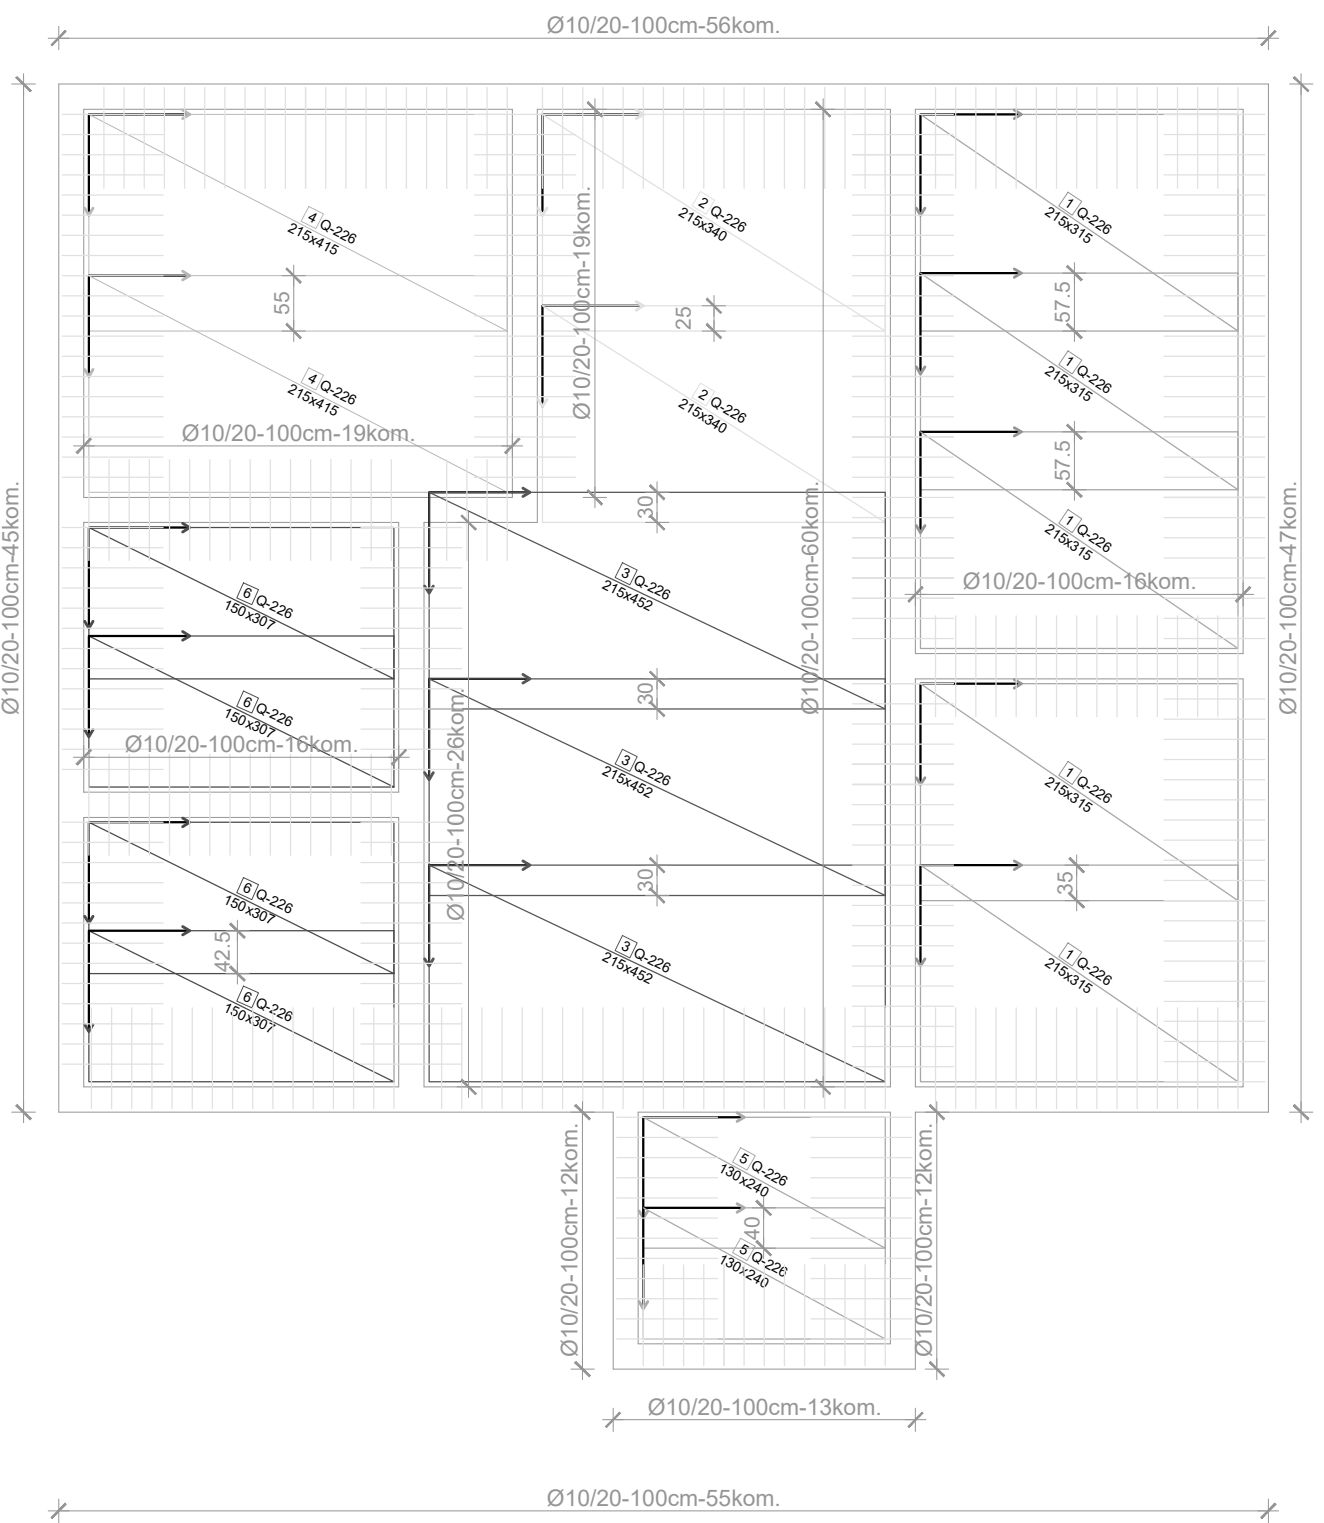 Ø10/20-100cm-56kom.
Ø10/20-100cm-45kom.
Ø10/20-100cm-47kom.
4 Q-226
215x415
55
4 Q-226
215x415
Ø10/20-100cm-19kom.
Ø10/20-100cm-19kom.
2 Q-226
215x340
25
2 Q-226
215x340
Ø10/20-100cm-60kom.
1 Q-226
215x315
57.5
1 Q-226
215x315
57.5
1 Q-226
215x315
Ø10/20-100cm-16kom.
6 Q-226
150x307
6 Q-226
150x307
Ø10/20-100cm-16kom.
30
3 Q-226
215x452
30
Ø10/20-100cm-26kom.
3 Q-226
215x452
30
3 Q-226
215x452
1 Q-226
215x315
35
1 Q-226
215x315
6 Q-226
150x307
42.5
6 Q-226
150x307
Ø10/20-100cm-12kom.
5 Q-226
130x240
40
5 Q-226
130x240
Ø10/20-100cm-12kom.
Ø10/20-100cm-13kom.
Ø10/20-100cm-55kom.